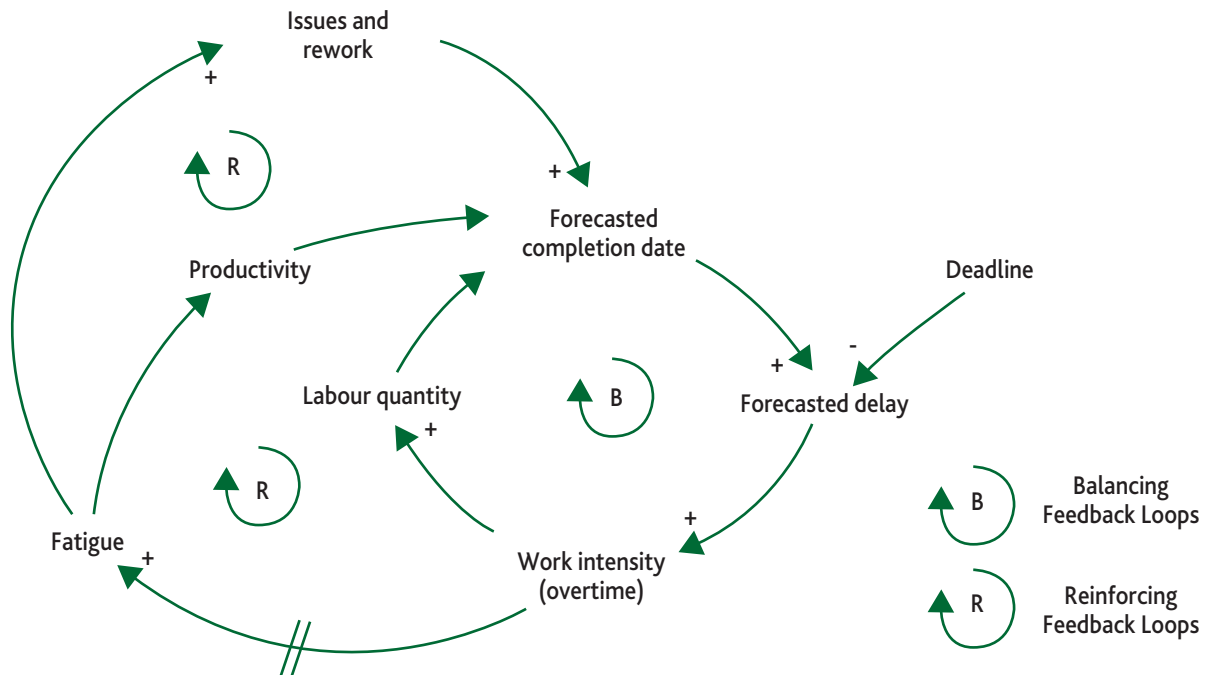 Issues and
rework
+
R
+
Forecasted
completion date
Productivity
Deadline
-
+
B
Labour quantity
Forecasted delay
+
R
B
Balancing
Feedback Loops
+
Fatigue
+
Work intensity
(overtime)
R
Reinforcing
Feedback Loops